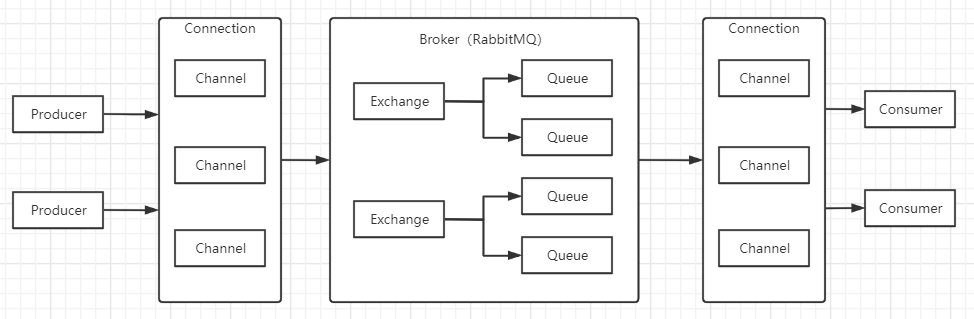 Connection
Channel
Channel
Channel
Producer
Producer
Broker（RabbitMQ）
Exchange
Queue
Queue
Exchange
Queue
Queue
Connection
Channel
Channel
Channel
Consumer
Consumer